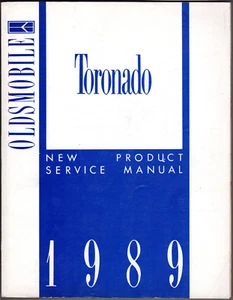 OLDSMOBILE
Toronado
NEW PRODUCT
SERVICE MANUAL
1989